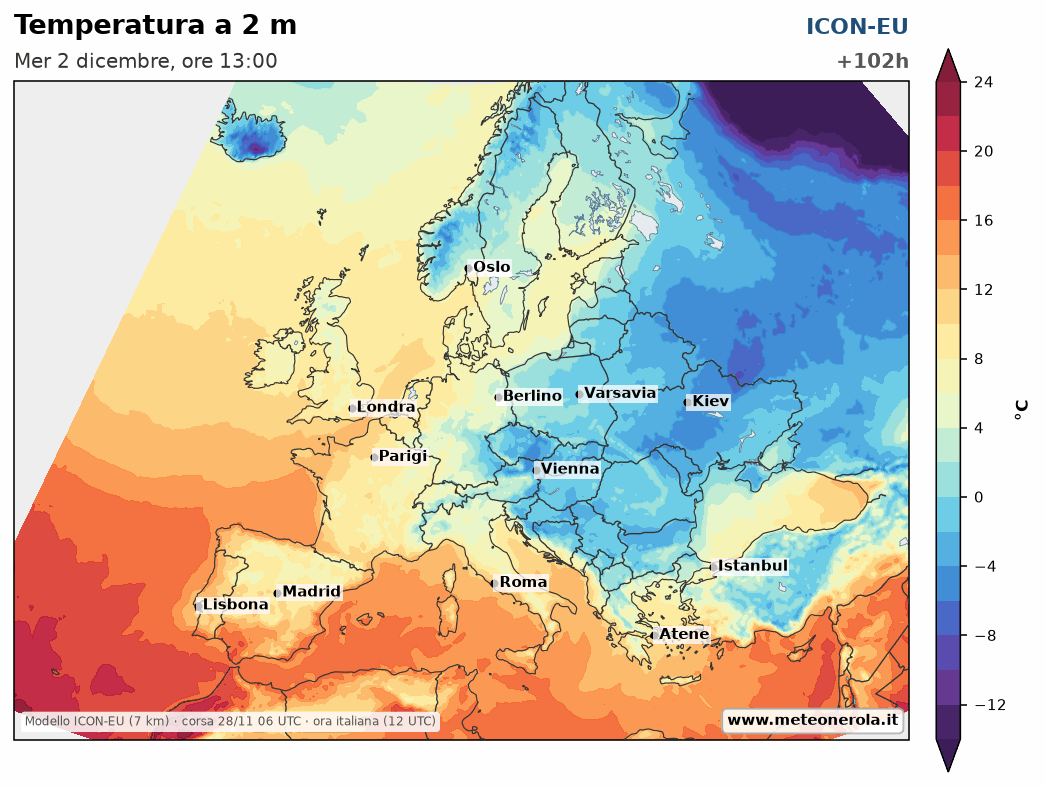 Temperatura a 2 m
ICON-EU
Mer 2 dicembre, ore 13:00
+102h
24
20
16
12
8
4
0
−4
−8
−12
°C
Oslo
Berlino
Varsavia
Kiev
Londra
Parigi
Vienna
Istanbul
Roma
Madrid
Lisbona
Atene
Modello ICON-EU (7 km) · corsa 28/11 06 UTC · ora italiana (12 UTC)
www.meteonerola.it